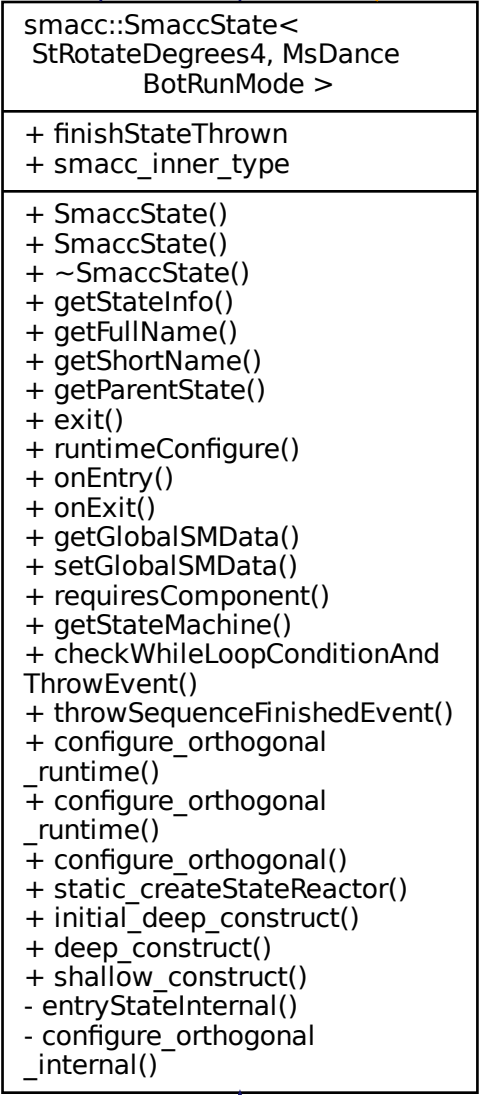 smacc::SmaccState<
StRotateDegrees4, MsDance
BotRunMode >
+ finishStateThrown
+ smacc_inner_type
+ SmaccState()
+ SmaccState()
+ ~SmaccState()
+ getStateInfo()
+ getFullName()
+ getShortName()
+ getParentState()
+ exit()
+ runtimeConfigure()
+ onEntry()
+ onExit()
+ getGlobalSMData()
+ setGlobalSMData()
+ requiresComponent()
+ getStateMachine()
+ checkWhileLoopConditionAnd
ThrowEvent()
+ throwSequenceFinishedEvent()
+ configure_orthogonal
_runtime()
+ configure_orthogonal
_runtime()
+ configure_orthogonal()
+ static_createStateReactor()
+ initial_deep_construct()
+ deep_construct()
+ shallow_construct()
- entryStateInternal()
- configure_orthogonal
_internal()